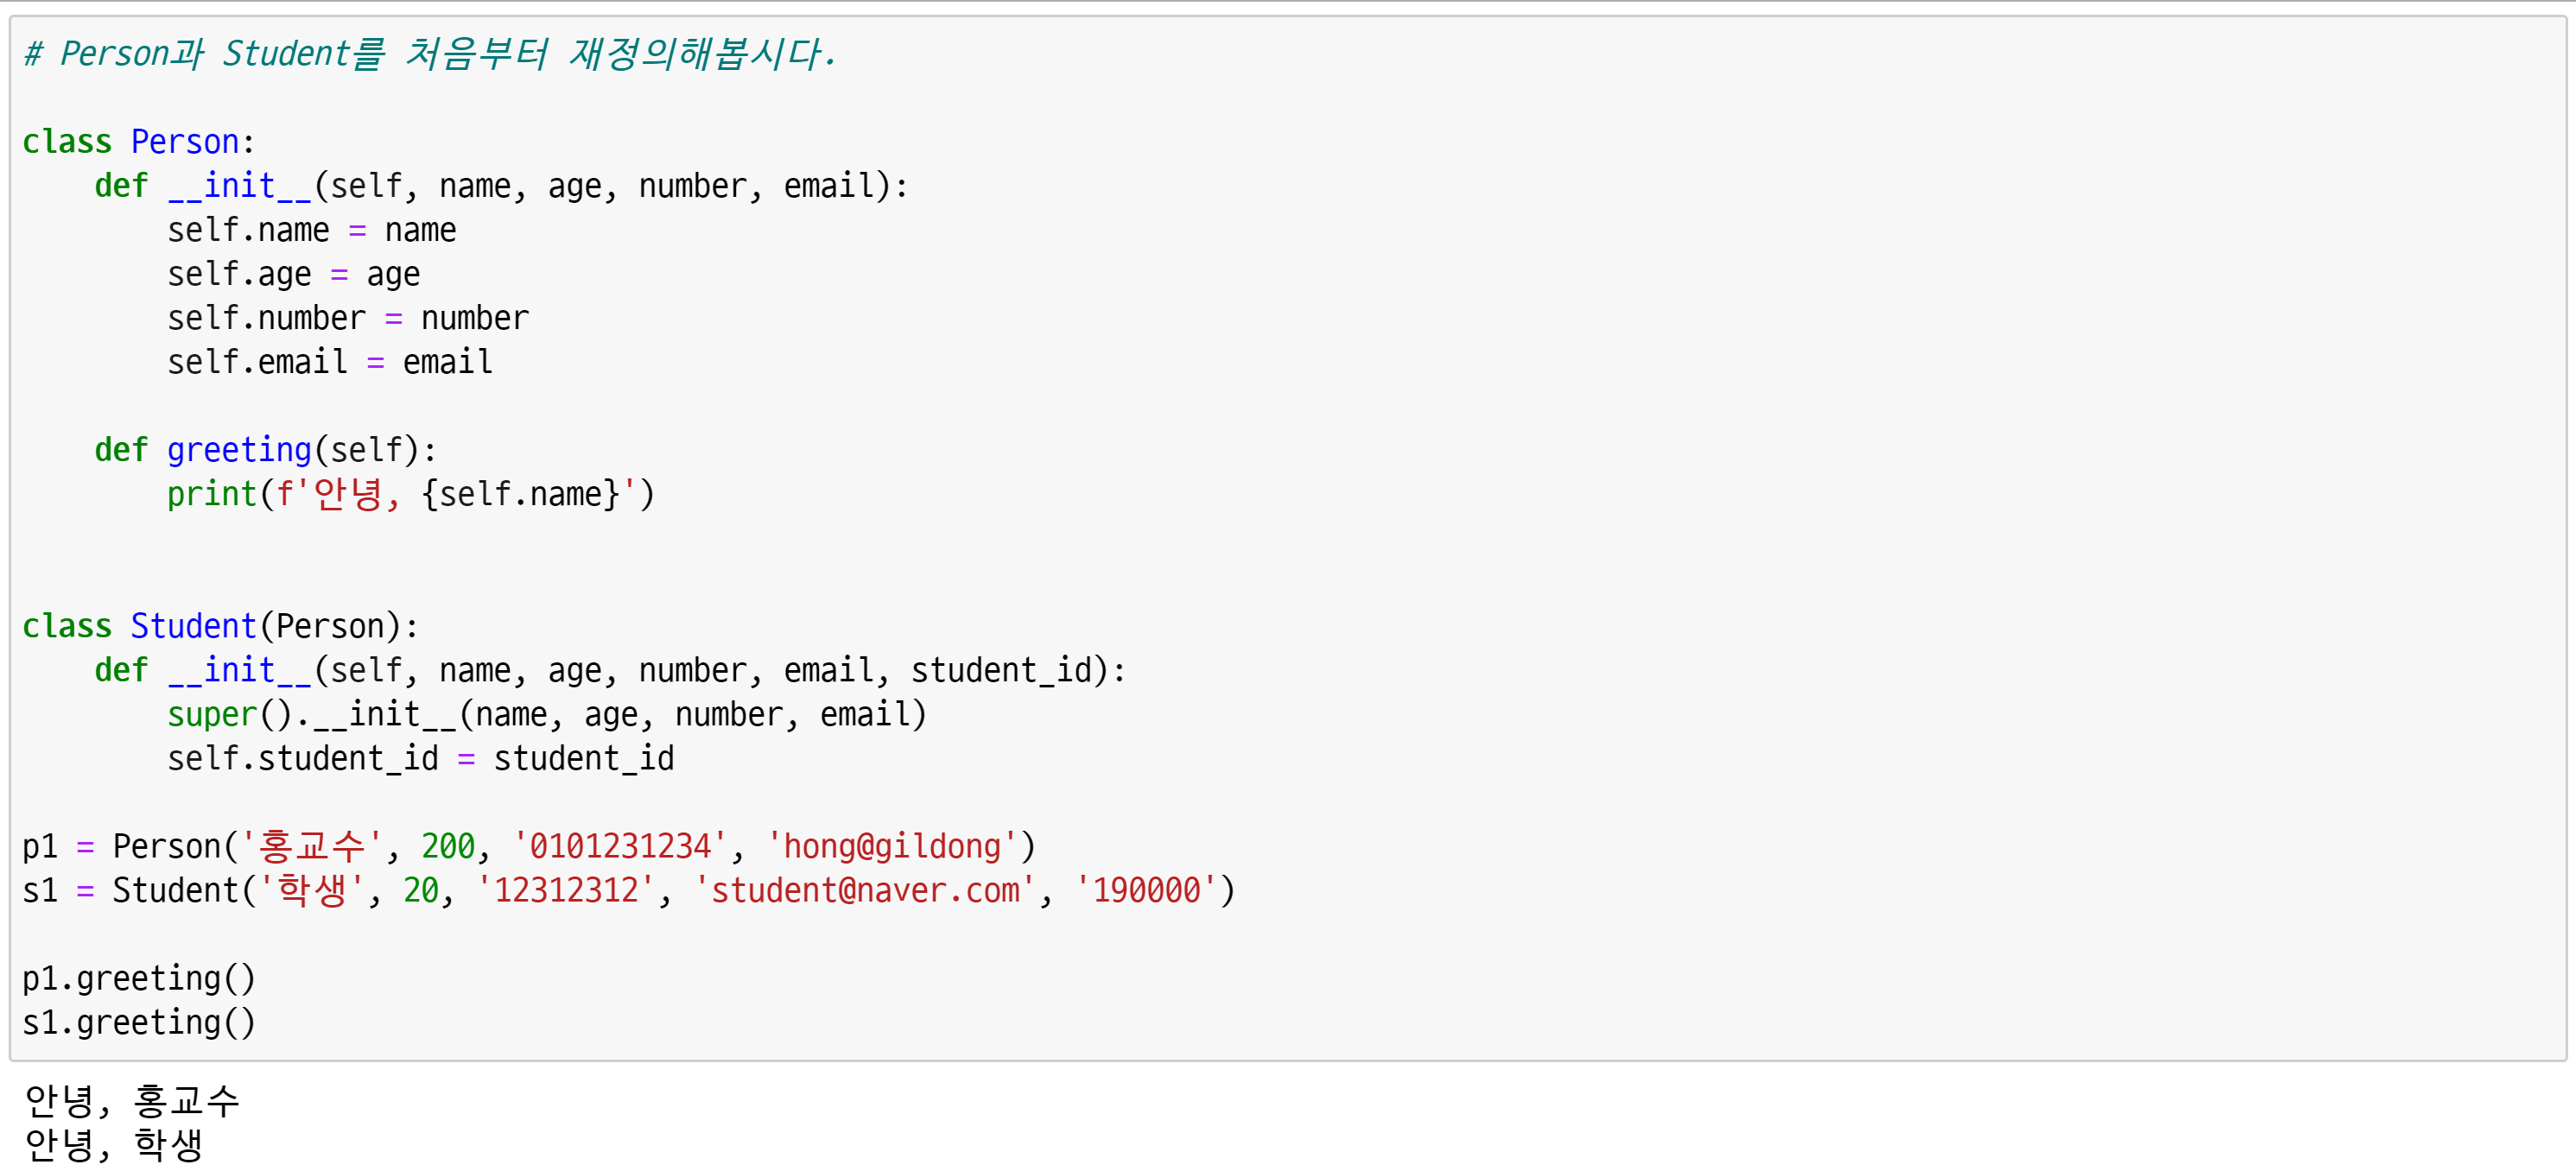 # Person과 Student를 처음부터 재정의해봅시다.
class Person:
    def __init__(self, name, age, number, email):
        self.name = name
        self.age = age
        self.number = number
        self.email = email
    def greeting(self):
        print(f'안녕, {self.name}')
class Student(Person):
    def __init__(self, name, age, number, email, student_id):
        super().__init__(name, age, number, email)
        self.student_id = student_id
p1 = Person('홍교수', 200, '0101231234', 'hong@gildong')
s1 = Student('학생', 20, '12312312', 'student@naver.com', '190000')
p1.greeting()
s1.greeting()
안녕, 홍교수
안녕, 학생